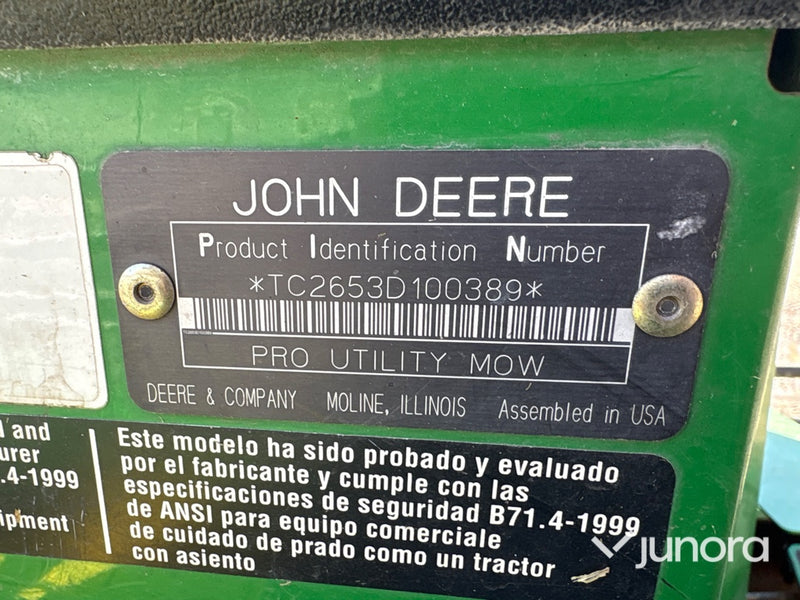 JOHN DEERE
Product Identification Number
*TC2653D100389*
PRO UTILITY MOW
DEERE & COMPANY MOLINE, ILLINOIS Assembled in USA
and
urer
.4-1999
ipment
Este modelo ha sido probado y evaluado
por el fabricante y cumple con las
especificaciones de seguridad B71.4-1999
de ANSI para equipo comerciale
de cuidado de prado como un tractor
con asiento
junora